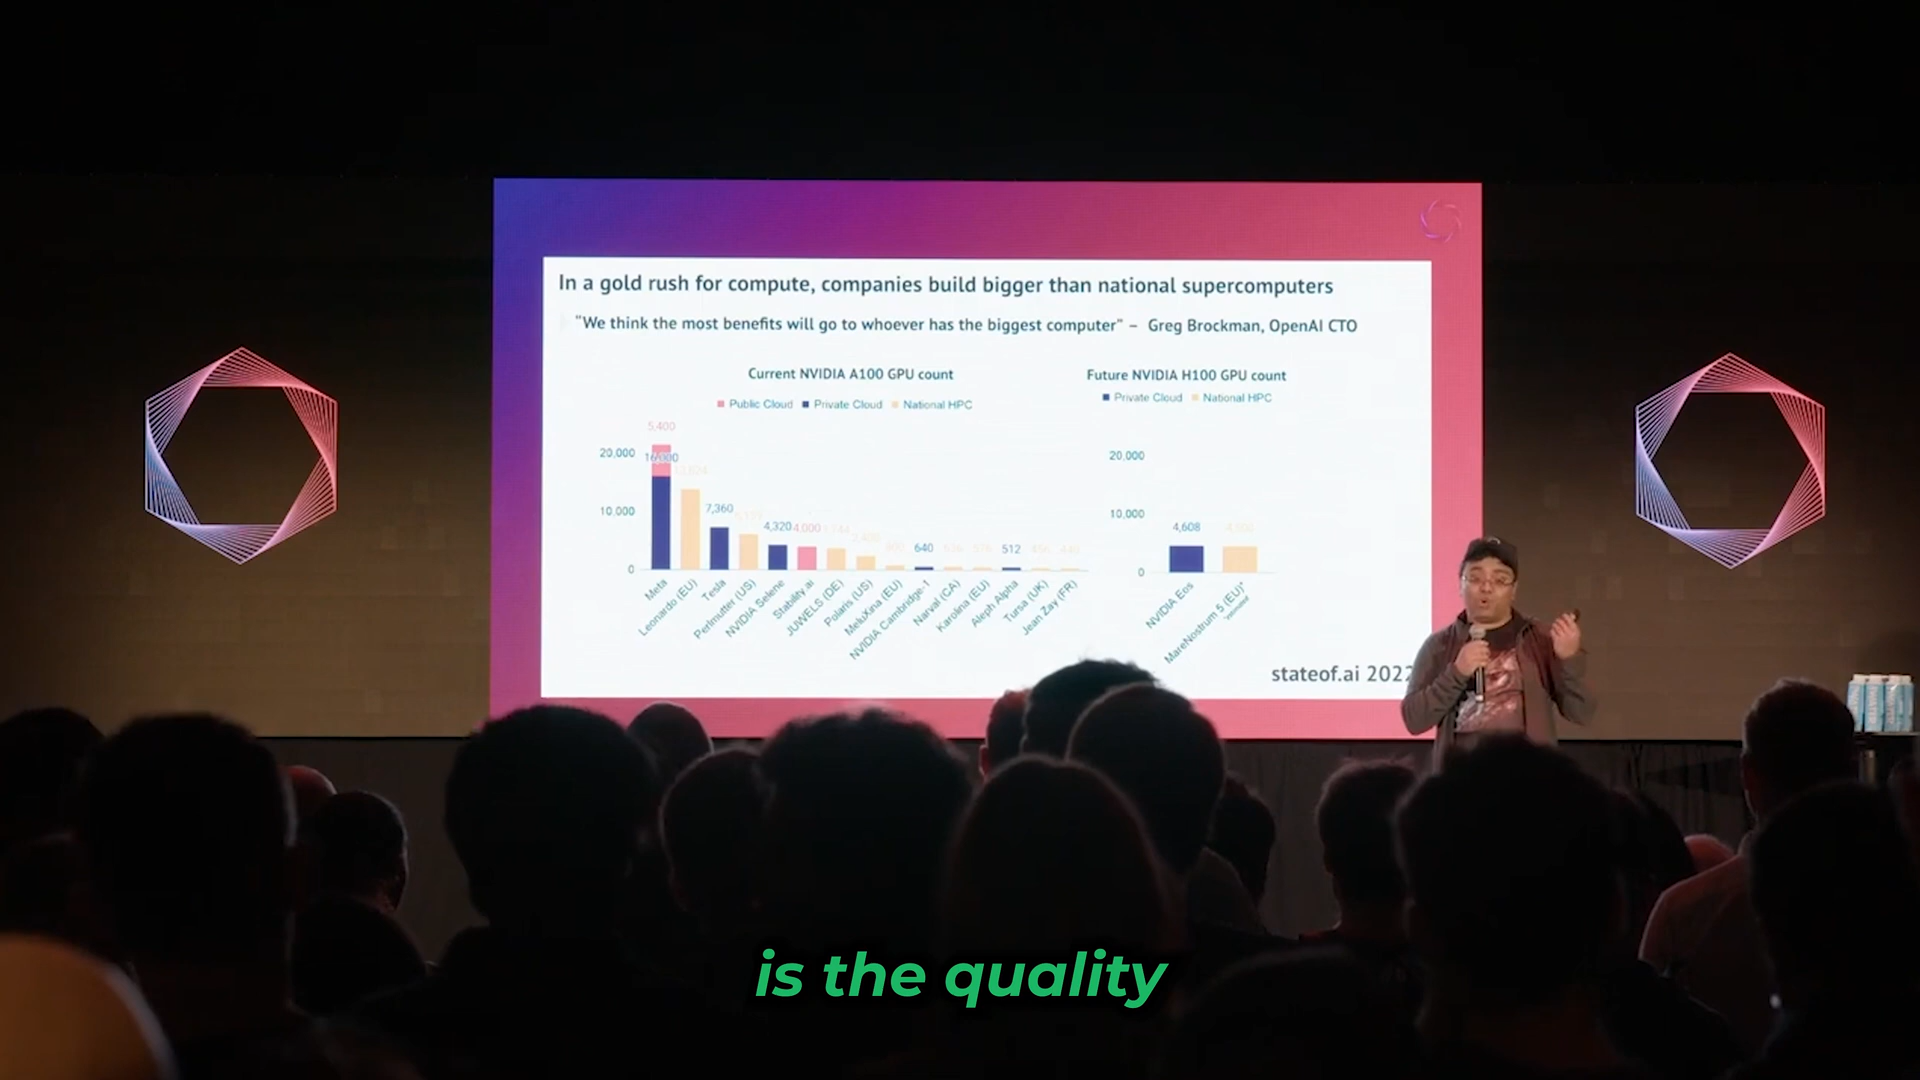 In a gold rush for compute, companies build bigger than national supercomputers
"We think the most benefits will go to whoever has the biggest computer" – Greg Brockman, OpenAI CTO
Current NVIDIA A100 GPU count
Public Cloud Private Cloud National HPC
5,400
20,000
16,000
13,824
10,000
7,360
4,320
4,000
640
512
0
Meta
Leonardo (EU)
Tesla
Perlmutter (US)
NVIDIA Selene
Stability.ai
JUWELS (DE)
Polaris (US)
MeluXina (EU)
NVIDIA Cambridge-1
Narval (CA)
Karolina (EU)
Aleph Alpha
Tursa (UK)
Jean Zay (FR)
Future NVIDIA H100 GPU count
Private Cloud National HPC
20,000
10,000
4,608
0
NVIDIA Eos
MareNostrum 5 (EU)*
stateof.ai 2022
is the quality